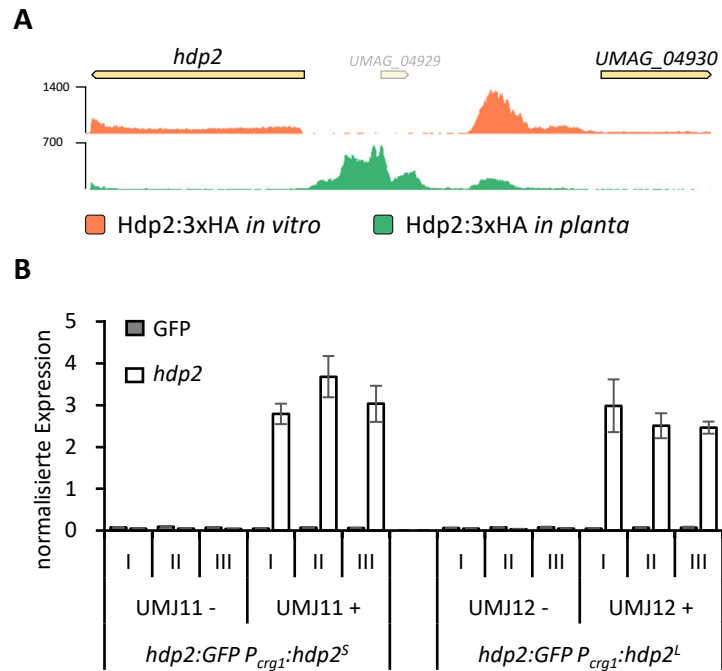 A
hdp2 UMAG_04929 UMAG_04930
1400
700
Hdp2:3xHA in vitro Hdp2:3xHA in planta
B
normalisierte Expression
5
4
3
2
1
0
GFP
hdp2
I II III I II III I II III I II III
UMJ11 - UMJ11 + UMJ12 - UMJ12 +
hdp2:GFP Pcrg1:hdp2S hdp2:GFP Pcrg1:hdp2L